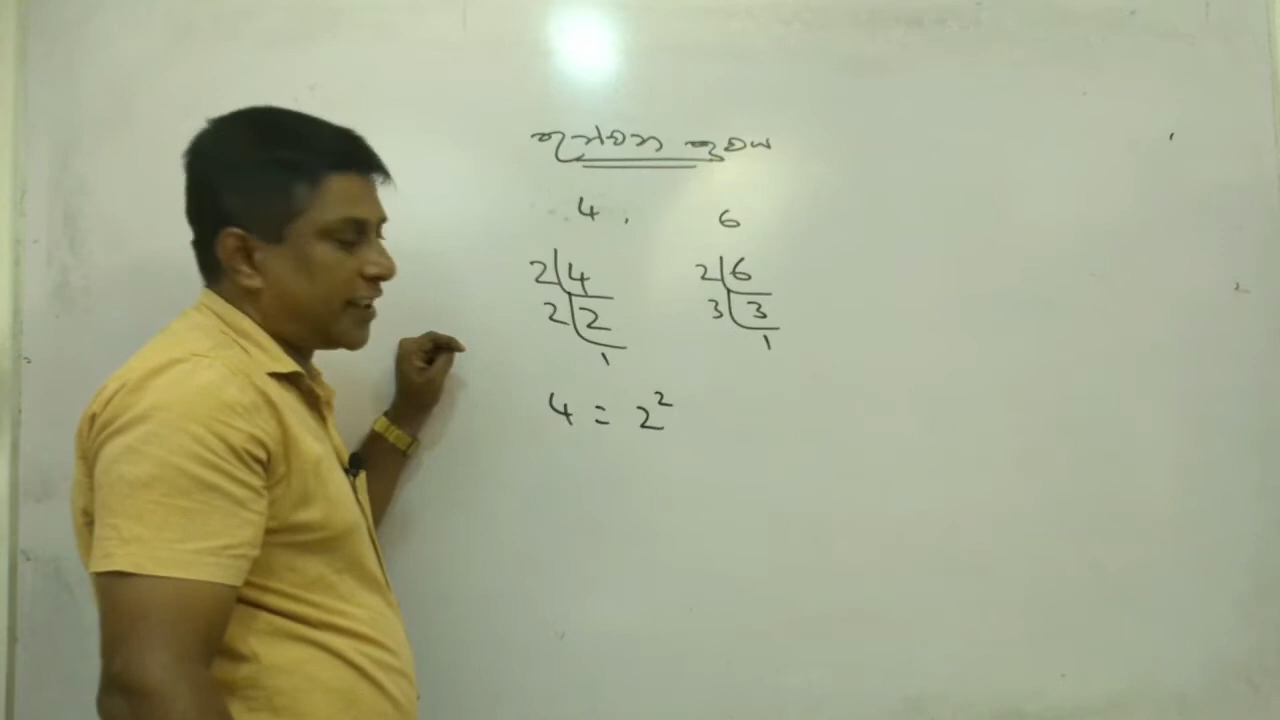 4 , 6
2 4 2 6
2 2 3 3
1 1
4 = 2²